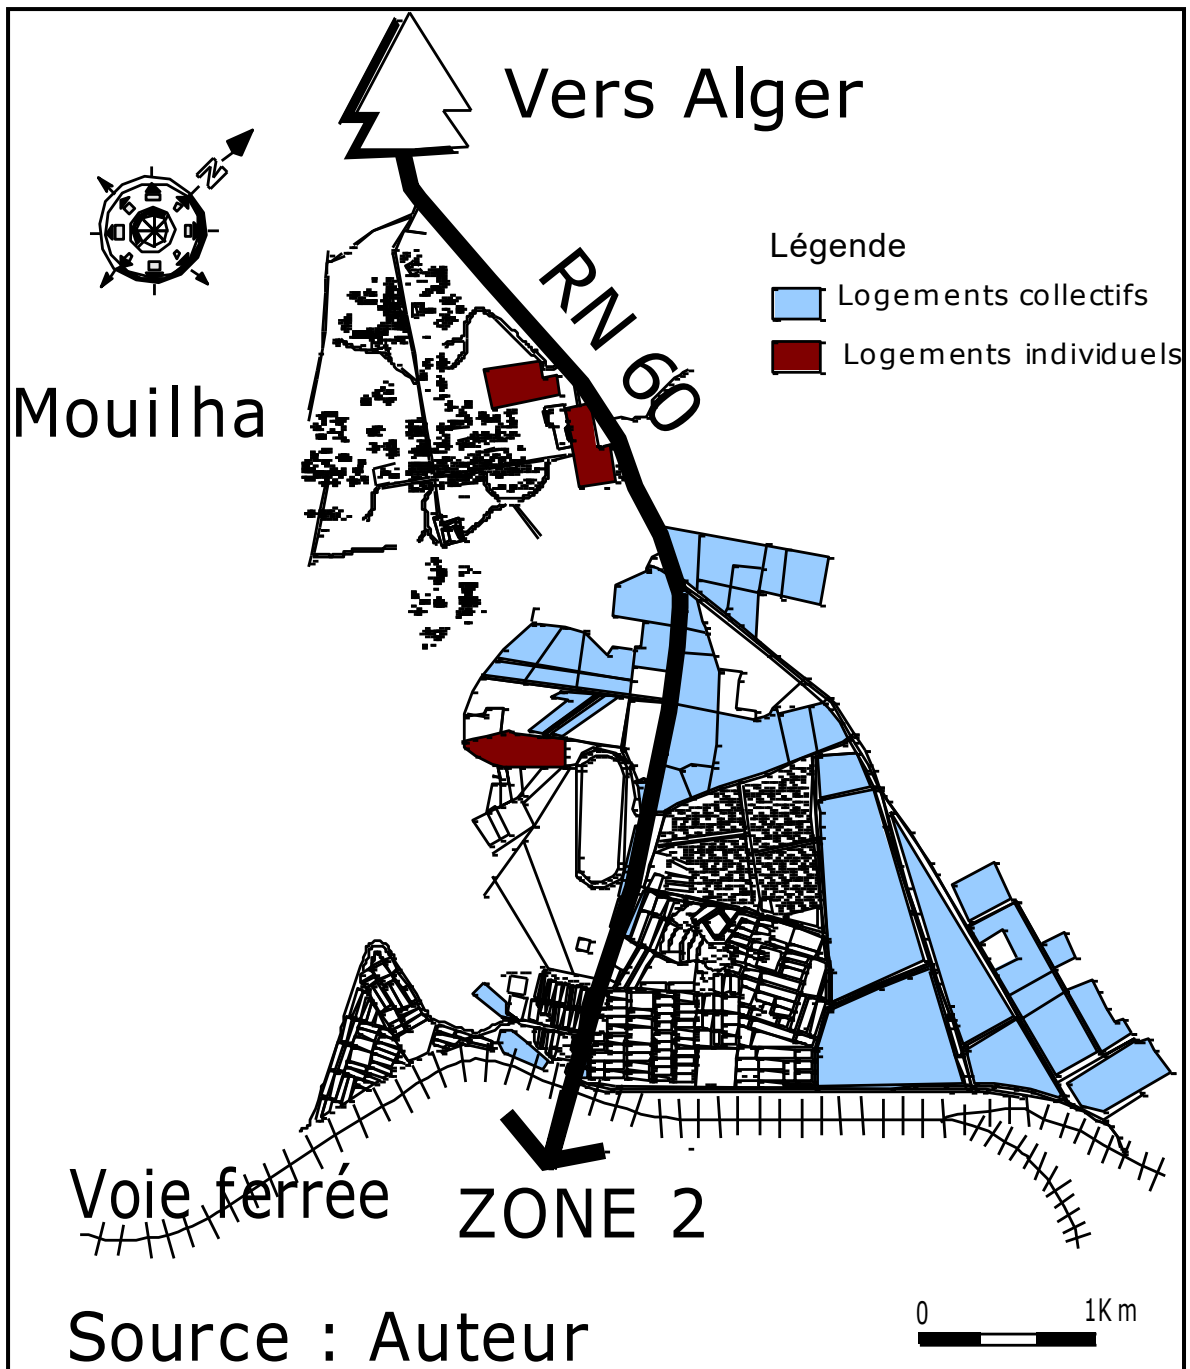 Vers Alger
N
Légende
Logements collectifs
Logements individuels
RN 60
Mouilha
Voie ferrée
ZONE 2
Source : Auteur
0 1Km